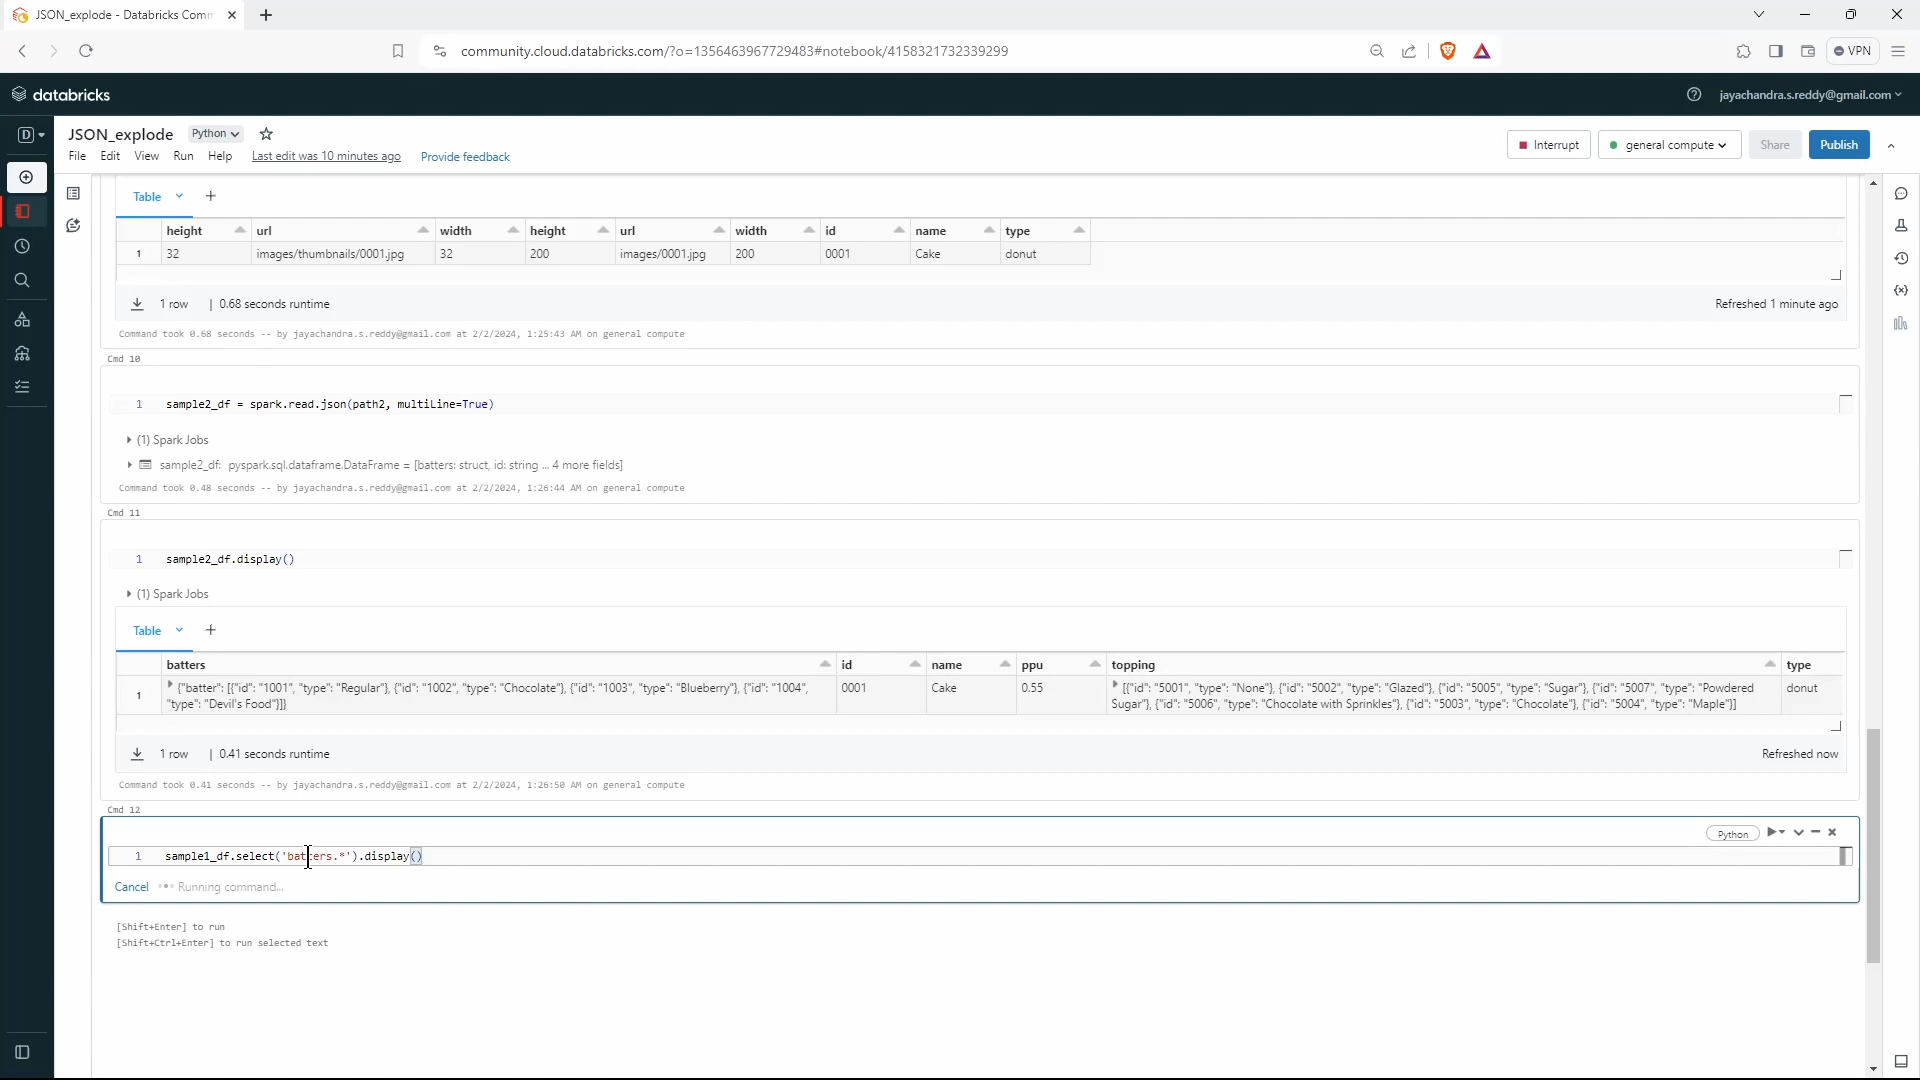 JSON_explode - Databricks Comm
community.cloud.databricks.com/?o=1356463967729483#notebook/4158321732339299
VPN
databricks
jayachandra.s.reddy@gmail.com
D
JSON_explode
Python
File Edit View Run Help Last edit was 10 minutes ago Provide feedback
Interrupt
general compute
Share
Publish
Table
height url width height url width id name type
1 32 images/thumbnails/0001.jpg 32 200 images/0001.jpg 200 0001 Cake donut
1 row | 0.68 seconds runtime
Refreshed 1 minute ago
Command took 0.68 seconds -- by jayachandra.s.reddy@gmail.com at 2/2/2024, 1:25:43 AM on general compute
Cmd 10
1 sample2_df = spark.read.json(path2, multiLine=True)
(1) Spark Jobs
sample2_df: pyspark.sql.dataframe.DataFrame = [batters: struct, id: string ... 4 more fields]
Command took 0.48 seconds -- by jayachandra.s.reddy@gmail.com at 2/2/2024, 1:26:44 AM on general compute
Cmd 11
1 sample2_df.display()
(1) Spark Jobs
Table
batters id name ppu topping type
1 {"batter": [{"id": "1001", "type": "Regular"}, {"id": "1002", "type": "Chocolate"}, {"id": "1003", "type": "Blueberry"}, {"id": "1004", "type": "Devil's Food"}]} 0001 Cake 0.55 [{"id": "5001", "type": "None"}, {"id": "5002", "type": "Glazed"}, {"id": "5005", "type": "Sugar"}, {"id": "5007", "type": "Powdered Sugar"}, {"id": "5006", "type": "Chocolate with Sprinkles"}, {"id": "5003", "type": "Chocolate"}, {"id": "5004", "type": "Maple"}] donut
1 row | 0.41 seconds runtime
Refreshed now
Command took 0.41 seconds -- by jayachandra.s.reddy@gmail.com at 2/2/2024, 1:26:50 AM on general compute
Cmd 12
Python
1 sample1_df.select('batters.*').display()
Cancel Running command...
[Shift+Enter] to run
[Shift+Ctrl+Enter] to run selected text